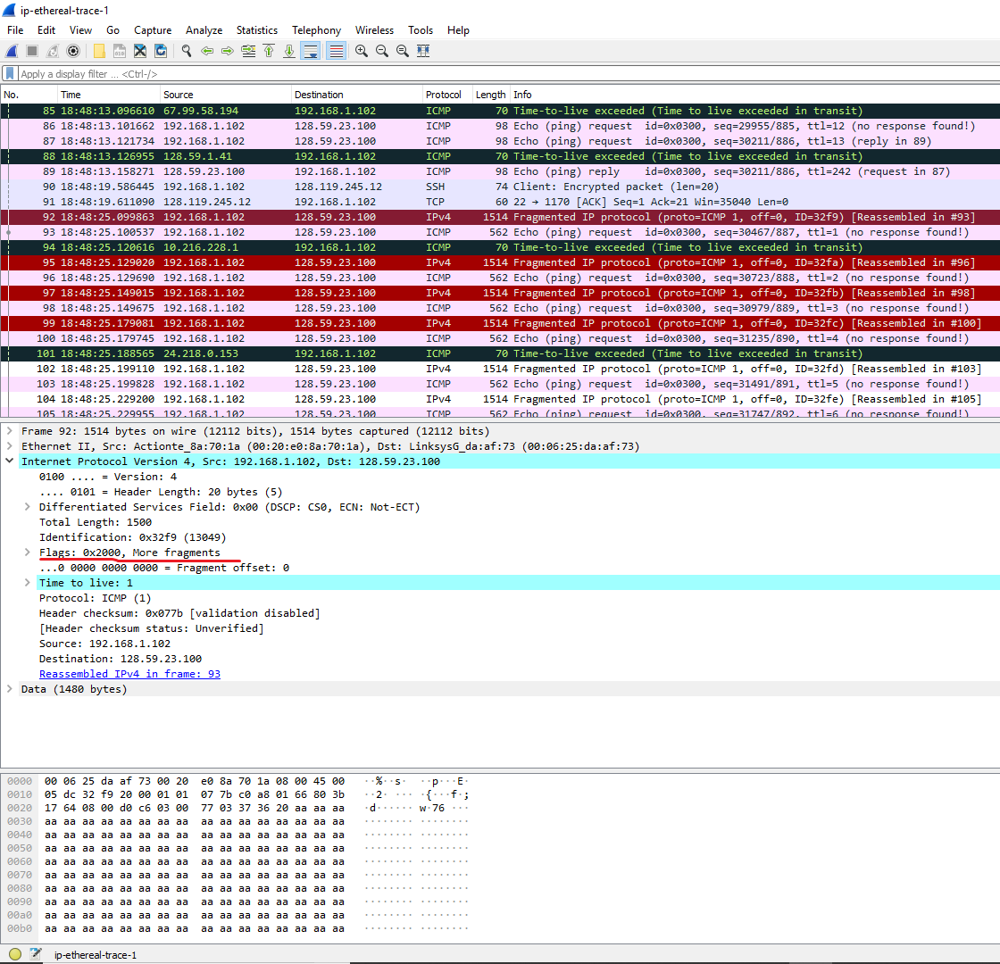 ip-ethereal-trace-1
File Edit View Go Capture Analyze Statistics Telephony Wireless Tools Help
Apply a display filter ... <Ctrl-/>
No. Time Source Destination Protocol Length Info
85 18:48:13.096610 67.99.58.194 192.168.1.102 ICMP 70 Time-to-live exceeded (Time to live exceeded in transit)
86 18:48:13.101662 192.168.1.102 128.59.23.100 ICMP 98 Echo (ping) request id=0x0300, seq=29955/885, ttl=12 (no response found!)
87 18:48:13.121734 192.168.1.102 128.59.23.100 ICMP 98 Echo (ping) request id=0x0300, seq=30211/886, ttl=13 (reply in 89)
88 18:48:13.126955 128.59.1.41 192.168.1.102 ICMP 70 Time-to-live exceeded (Time to live exceeded in transit)
89 18:48:13.158271 128.59.23.100 192.168.1.102 ICMP 98 Echo (ping) reply id=0x0300, seq=30211/886, ttl=242 (request in 87)
90 18:48:19.586445 192.168.1.102 128.119.245.12 SSH 74 Client: Encrypted packet (len=20)
91 18:48:19.611090 128.119.245.12 192.168.1.102 TCP 60 22 → 1170 [ACK] Seq=1 Ack=21 Win=35040 Len=0
92 18:48:25.099863 192.168.1.102 128.59.23.100 IPv4 1514 Fragmented IP protocol (proto=ICMP 1, off=0, ID=32f9) [Reassembled in #93]
93 18:48:25.100537 192.168.1.102 128.59.23.100 ICMP 562 Echo (ping) request id=0x0300, seq=30467/887, ttl=1 (no response found!)
94 18:48:25.120616 10.216.228.1 192.168.1.102 ICMP 70 Time-to-live exceeded (Time to live exceeded in transit)
95 18:48:25.129020 192.168.1.102 128.59.23.100 IPv4 1514 Fragmented IP protocol (proto=ICMP 1, off=0, ID=32fa) [Reassembled in #96]
96 18:48:25.129690 192.168.1.102 128.59.23.100 ICMP 562 Echo (ping) request id=0x0300, seq=30723/888, ttl=2 (no response found!)
97 18:48:25.149015 192.168.1.102 128.59.23.100 IPv4 1514 Fragmented IP protocol (proto=ICMP 1, off=0, ID=32fb) [Reassembled in #98]
98 18:48:25.149675 192.168.1.102 128.59.23.100 ICMP 562 Echo (ping) request id=0x0300, seq=30979/889, ttl=3 (no response found!)
99 18:48:25.179081 192.168.1.102 128.59.23.100 IPv4 1514 Fragmented IP protocol (proto=ICMP 1, off=0, ID=32fc) [Reassembled in #100]
100 18:48:25.179745 192.168.1.102 128.59.23.100 ICMP 562 Echo (ping) request id=0x0300, seq=31235/890, ttl=4 (no response found!)
101 18:48:25.188565 24.218.0.153 192.168.1.102 ICMP 70 Time-to-live exceeded (Time to live exceeded in transit)
102 18:48:25.199110 192.168.1.102 128.59.23.100 IPv4 1514 Fragmented IP protocol (proto=ICMP 1, off=0, ID=32fd) [Reassembled in #103]
103 18:48:25.199828 192.168.1.102 128.59.23.100 ICMP 562 Echo (ping) request id=0x0300, seq=31491/891, ttl=5 (no response found!)
104 18:48:25.229200 192.168.1.102 128.59.23.100 IPv4 1514 Fragmented IP protocol (proto=ICMP 1, off=0, ID=32fe) [Reassembled in #105]
105 18:48:25.229955 192.168.1.102 128.59.23.100 ICMP 562 Echo (ping) request id=0x0300, seq=31747/892, ttl=6 (no response found!)
Frame 92: 1514 bytes on wire (12112 bits), 1514 bytes captured (12112 bits)
Ethernet II, Src: Actionte_8a:70:1a (00:20:e0:8a:70:1a), Dst: LinksysG_da:af:73 (00:06:25:da:af:73)
Internet Protocol Version 4, Src: 192.168.1.102, Dst: 128.59.23.100
0100 .... = Version: 4
.... 0101 = Header Length: 20 bytes (5)
Differentiated Services Field: 0x00 (DSCP: CS0, ECN: Not-ECT)
Total Length: 1500
Identification: 0x32f9 (13049)
Flags: 0x2000, More fragments
...0 0000 0000 0000 = Fragment offset: 0
Time to live: 1
Protocol: ICMP (1)
Header checksum: 0x077b [validation disabled]
[Header checksum status: Unverified]
Source: 192.168.1.102
Destination: 128.59.23.100
Reassembled IPv4 in frame: 93
Data (1480 bytes)
0000 00 06 25 da af 73 00 20 e0 8a 70 1a 08 00 45 00 ··%··s· ··p···E·
0010 05 dc 32 f9 20 00 01 01 07 7b c0 a8 01 66 80 3b ··2· ··· ·{···f·;
0020 17 64 08 00 d0 c6 03 00 77 03 37 36 20 aa aa aa ·d······ w·76 ···
0030 aa aa aa aa aa aa aa aa aa aa aa aa aa aa aa aa ········ ········
0040 aa aa aa aa aa aa aa aa aa aa aa aa aa aa aa aa ········ ········
0050 aa aa aa aa aa aa aa aa aa aa aa aa aa aa aa aa ········ ········
0060 aa aa aa aa aa aa aa aa aa aa aa aa aa aa aa aa ········ ········
0070 aa aa aa aa aa aa aa aa aa aa aa aa aa aa aa aa ········ ········
0080 aa aa aa aa aa aa aa aa aa aa aa aa aa aa aa aa ········ ········
0090 aa aa aa aa aa aa aa aa aa aa aa aa aa aa aa aa ········ ········
00a0 aa aa aa aa aa aa aa aa aa aa aa aa aa aa aa aa ········ ········
00b0 aa aa aa aa aa aa aa aa aa aa aa aa aa aa aa aa ········ ········
ip-ethereal-trace-1